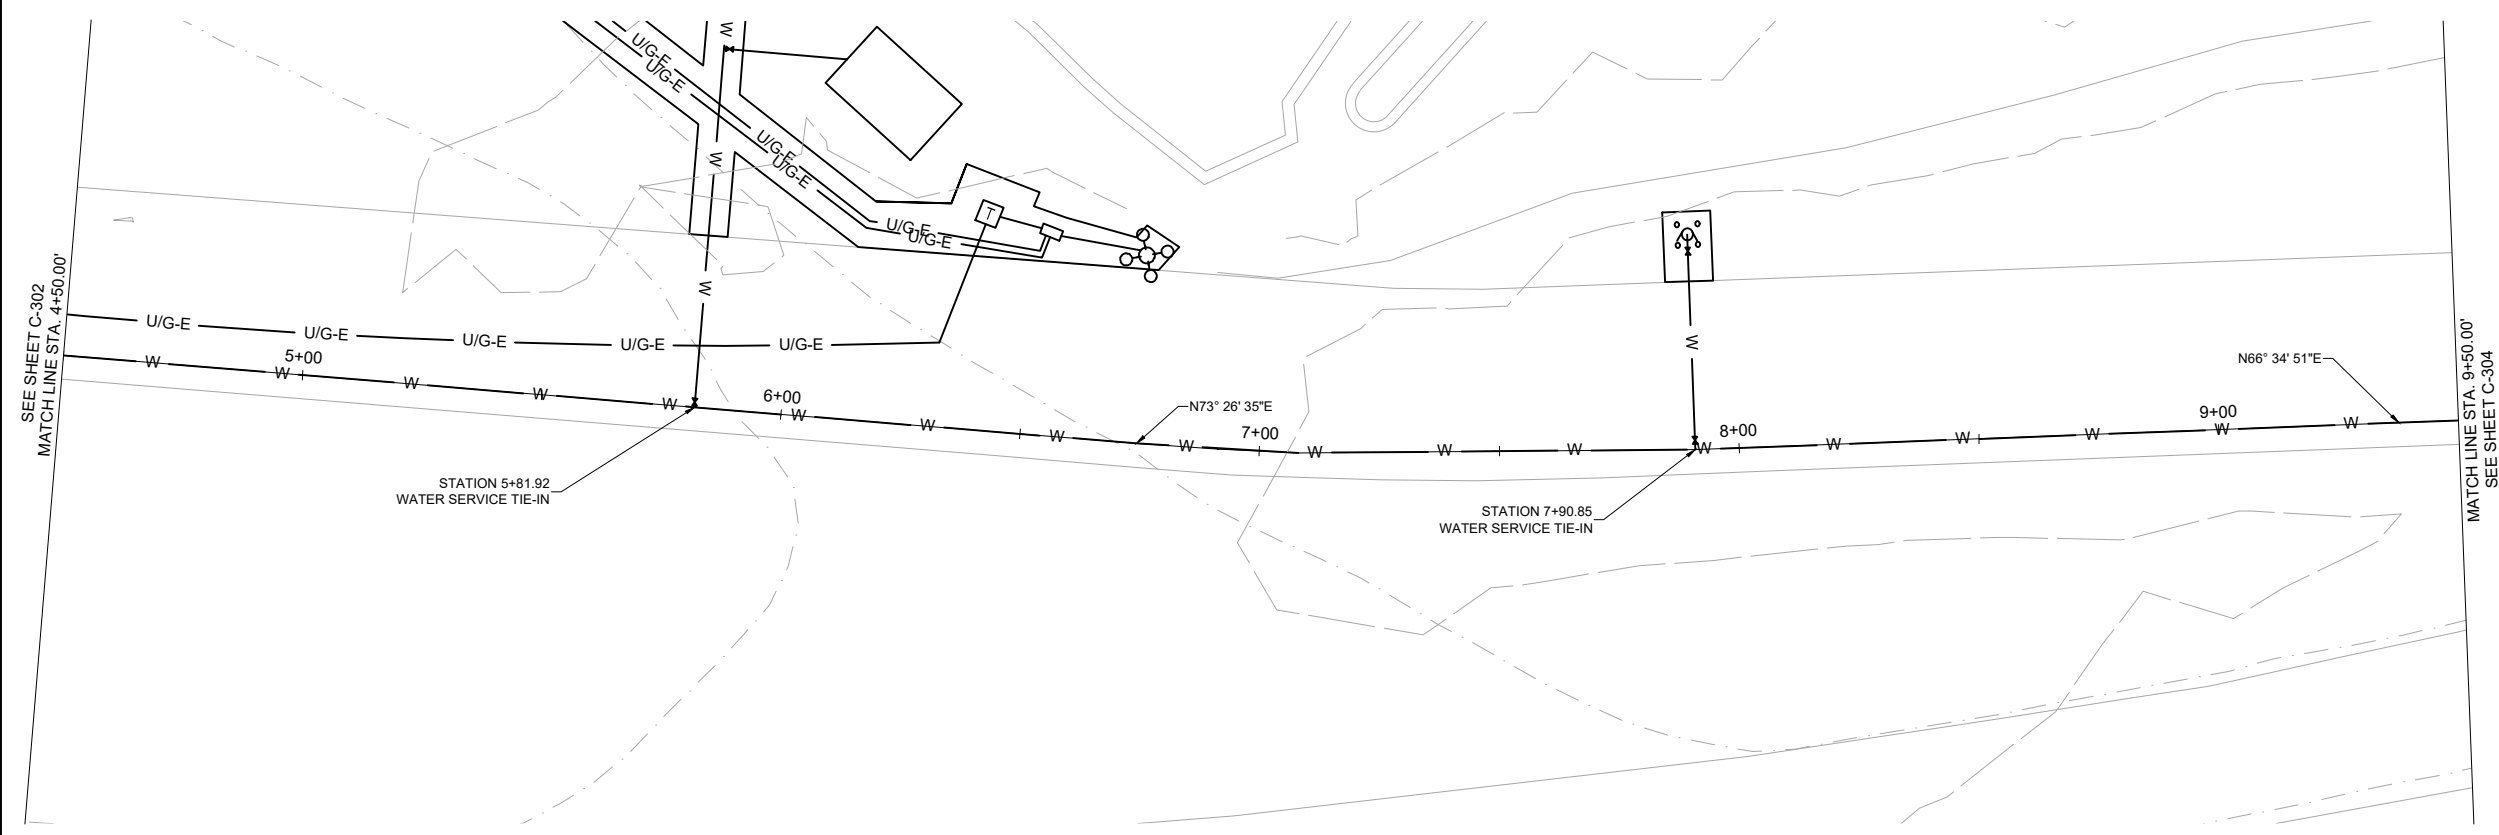 W
U/G-E
U/G-E
U/G-E
U/G-E
W
T
U/G-E
U/G-E
W
SEE SHEET C-302
MATCH LINE STA. 4+50.00'
U/G-E
U/G-E
U/G-E
U/G-E
U/G-E
W
W
5+00
W
W
W
W
6+00
W
W
W
N73° 26' 35"E
W
7+00
W
W
W
W
W
8+00
W
W
W
9+00
W
W
N66° 34' 51"E
MATCH LINE STA. 9+50.00'
SEE SHEET C-304
STATION 5+81.92
WATER SERVICE TIE-IN
STATION 7+90.85
WATER SERVICE TIE-IN